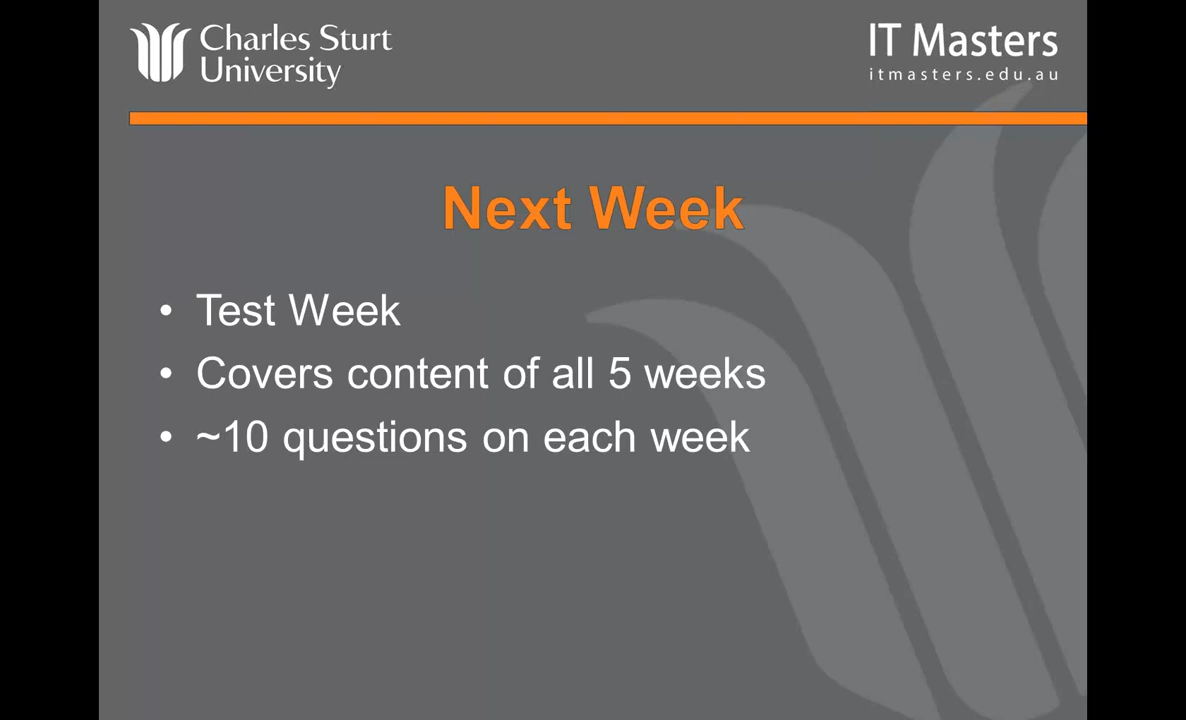 Charles Sturt
University
IT Masters
itmasters.edu.au
Next Week
• Test Week
• Covers content of all 5 weeks
• ~10 questions on each week